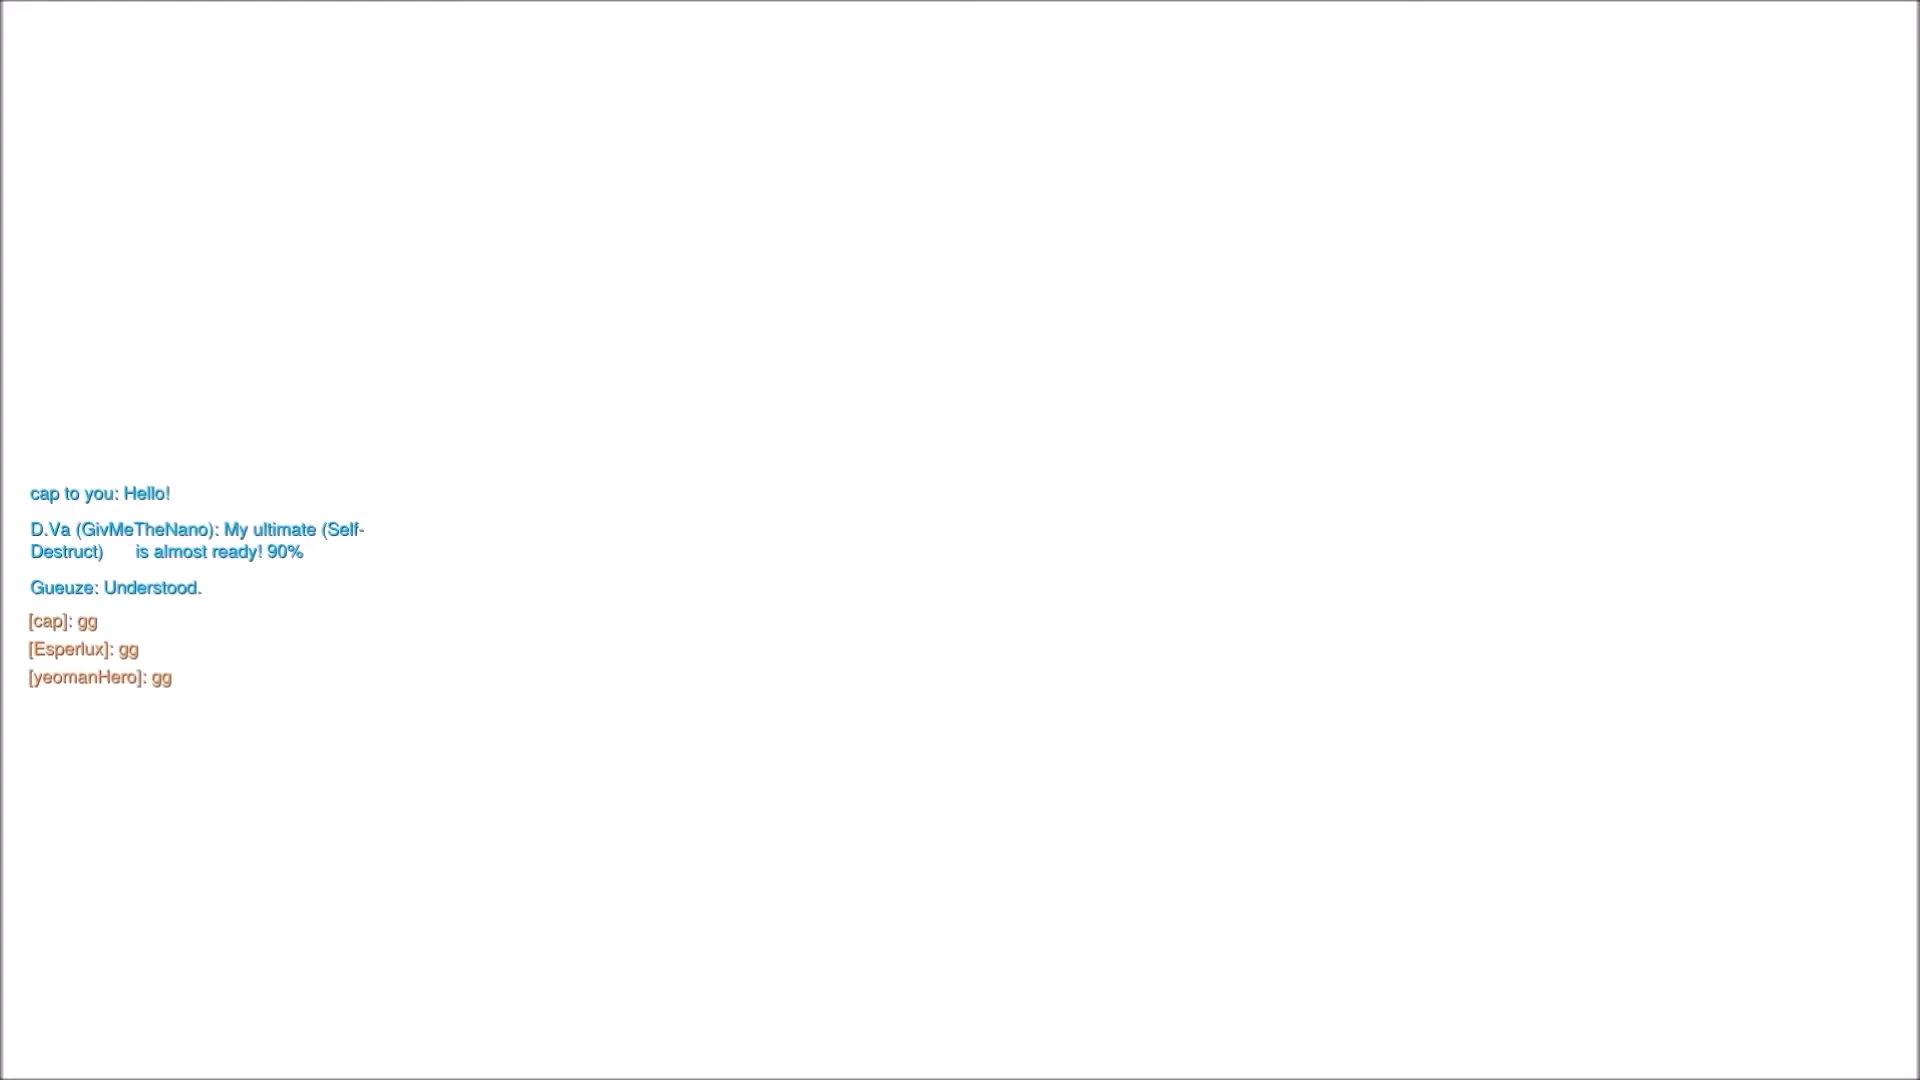 cap to you: Hello!
D.Va (GivMeTheNano): My ultimate (Self-
Destruct) is almost ready! 90%
Gueuze: Understood.
[cap]: gg
[Esperlux]: gg
[yeomanHero]: gg